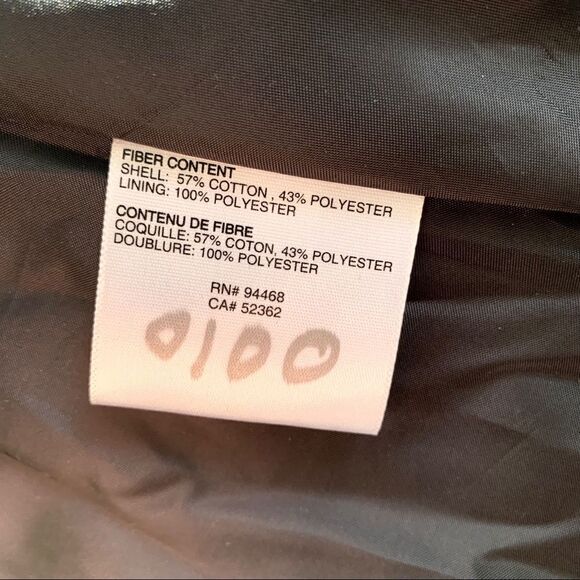 FIBER CONTENT
SHELL: 57% COTTON , 43% POLYESTER
LINING: 100% POLYESTER
CONTENU DE FIBRE
COQUILLE: 57% COTON, 43% POLYESTER
DOUBLURE: 100% POLYESTER
RN# 94468
CA# 52362
0100